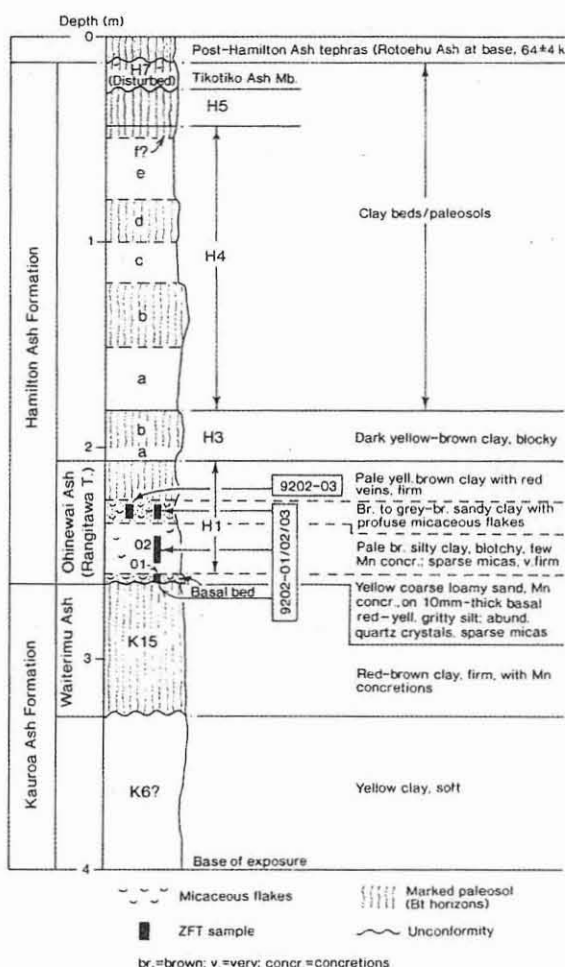 Depth (m)
0
Post-Hamilton Ash tephras (Rotoehu Ash at base, 64±4 k
H7
(Disturbed)
Tikotiko Ash Mb.
H5
f?
e
d
1
c
b
a
H4
Clay beds/paleosols
Hamilton Ash Formation
b
2
a
H3
Dark yellow-brown clay, blocky
Ohinewai Ash
(Rangitawa T.)
H1
9202-03
9202-01/02/03
02
01
Basal bed
Pale yell. brown clay with red
veins, firm
Br. to grey-br. sandy clay with
profuse micaceous flakes
Pale br. silty clay, blotchy, few
Mn concr.; sparse micas, v.firm
Yellow coarse loamy sand, Mn
concr., on 10mm-thick basal
red-yell. gritty silt: abund.
quartz crystals, sparse micas
Kauroa Ash Formation
Waiterimu Ash
K15
3
Red-brown clay, firm, with Mn
concretions
K6?
Yellow clay, soft
4
Base of exposure
Micaceous flakes
Marked paleosol
(Bt horizons)
ZFT sample
Unconformity
br.=brown; v.=very; concr.=concretions